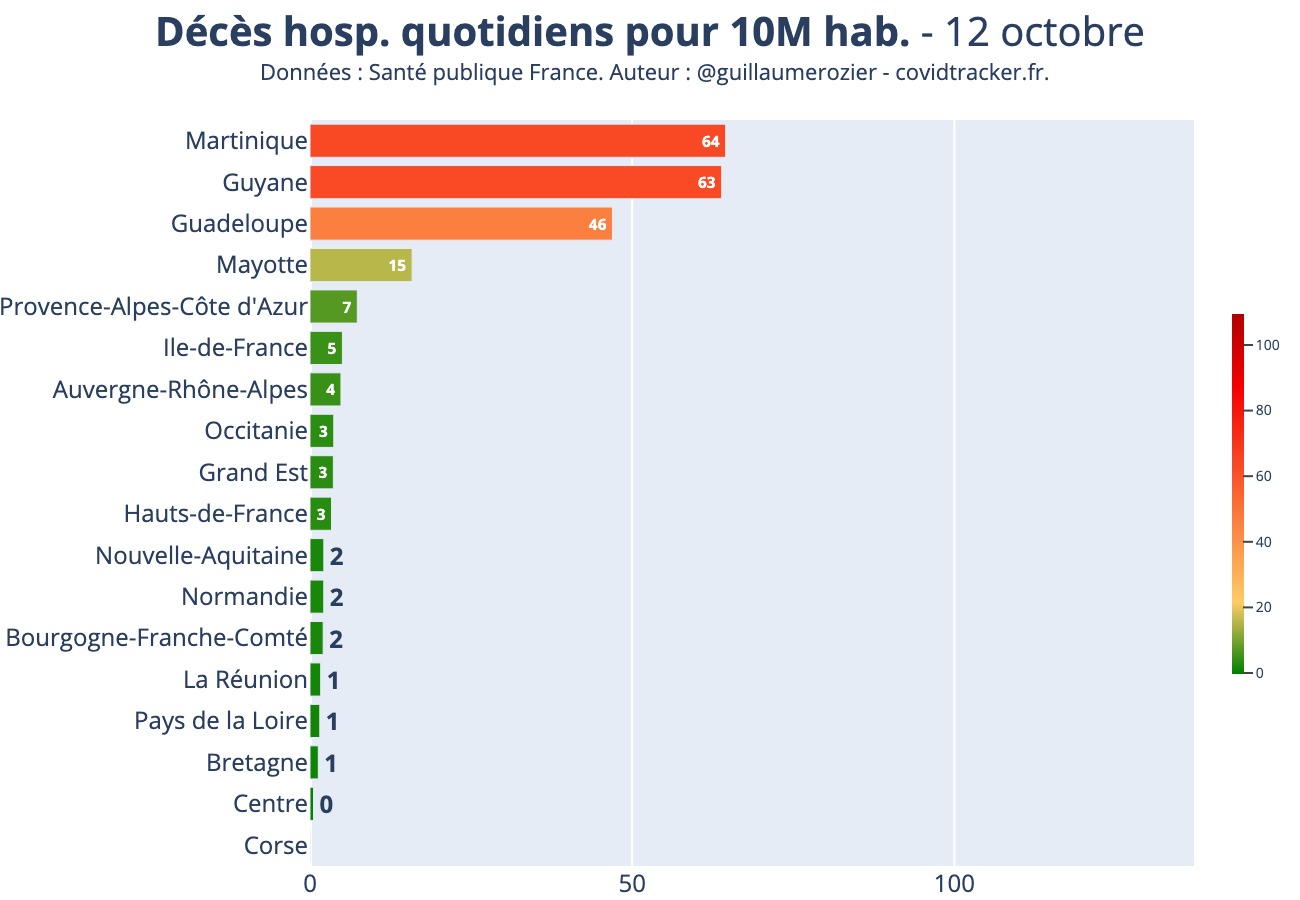 Décès hosp. quotidiens pour 10M hab. - 12 octobre
Données : Santé publique France. Auteur : @guillaumerozier - covidtracker.fr.
Martinique 64
Guyane 63
Guadeloupe 46
Mayotte 15
Provence-Alpes-Côte d'Azur 7
Ile-de-France 5
Auvergne-Rhône-Alpes 4
Occitanie 3
Grand Est 3
Hauts-de-France 3
Nouvelle-Aquitaine 2
Normandie 2
Bourgogne-Franche-Comté 2
La Réunion 1
Pays de la Loire 1
Bretagne 1
Centre 0
Corse
0 50 100
100
80
60
40
20
0